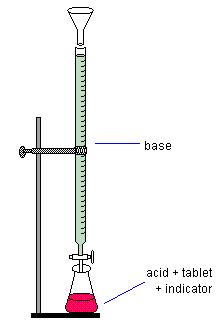 base
acid + tablet
+ indicator